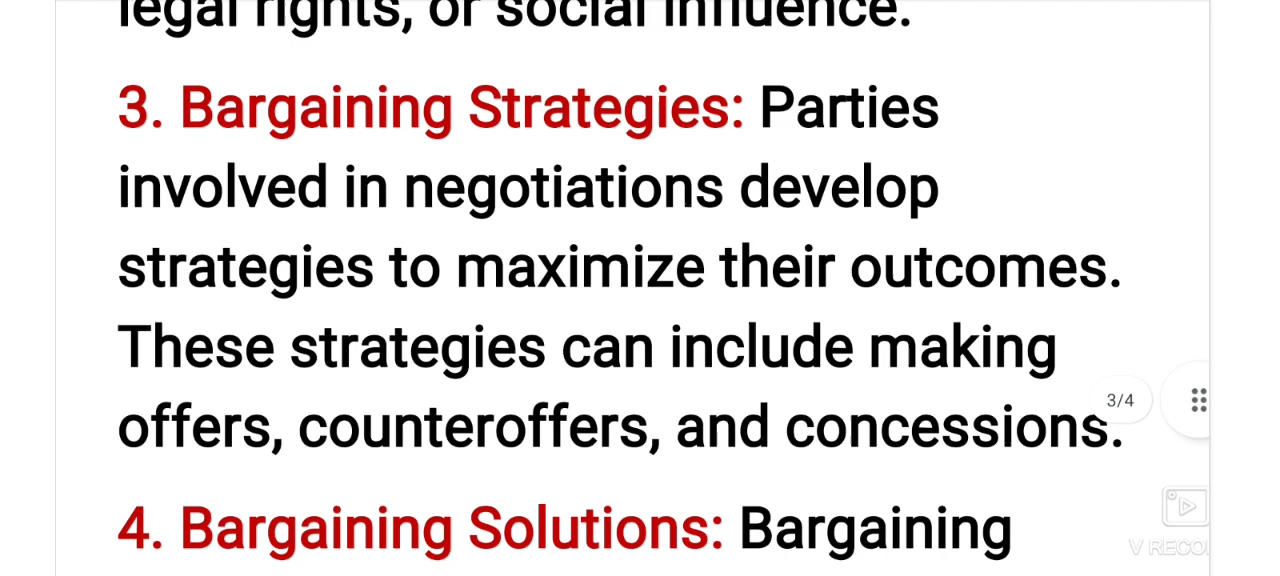 legal rights, or social influence.
3. Bargaining Strategies: Parties
involved in negotiations develop
strategies to maximize their outcomes.
These strategies can include making
offers, counteroffers, and concessions.
3/4
4. Bargaining Solutions: Bargaining
V RECO